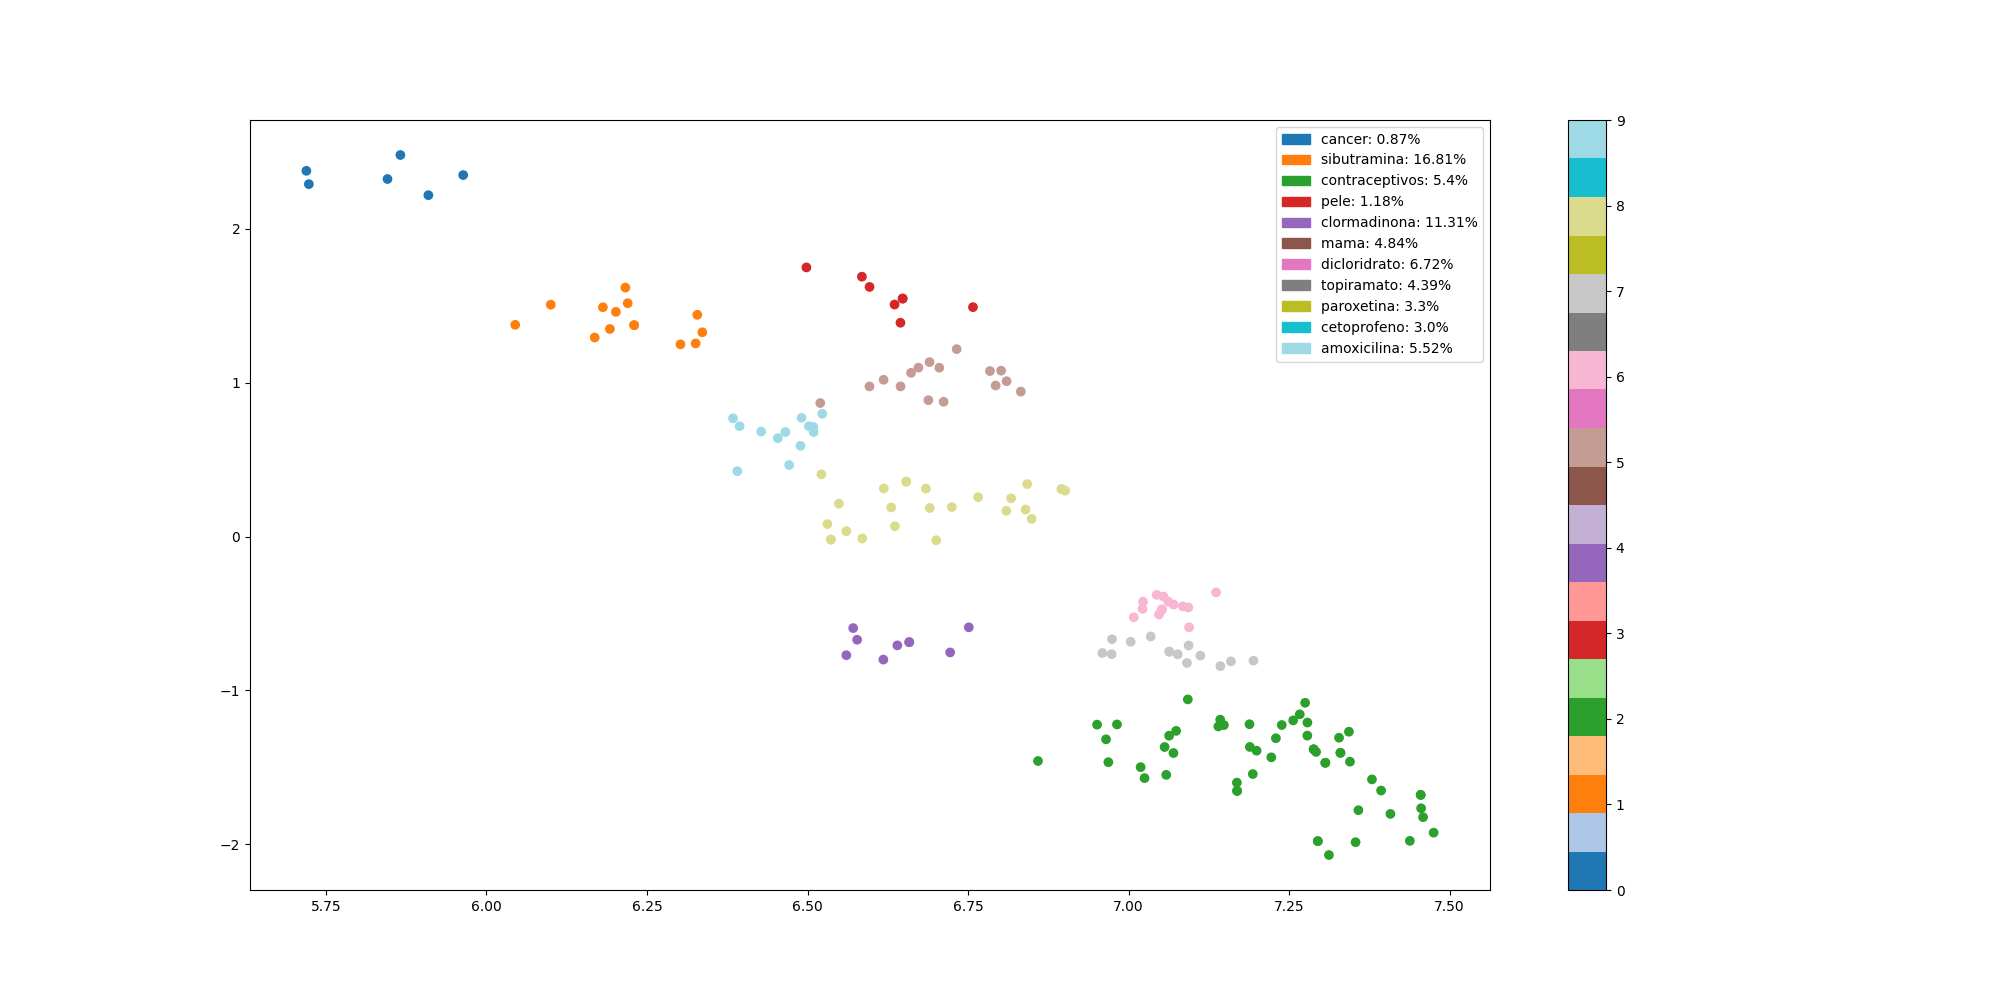 cancer: 0.87%
sibutramina: 16.81%
contraceptivos: 5.4%
pele: 1.18%
clormadinona: 11.31%
mama: 4.84%
dicloridrato: 6.72%
topiramato: 4.39%
paroxetina: 3.3%
cetoprofeno: 3.0%
amoxicilina: 5.52%
2
1
0
−1
−2
5.75 6.00 6.25 6.50 6.75 7.00 7.25 7.50
9
8
7
6
5
4
3
2
1
0